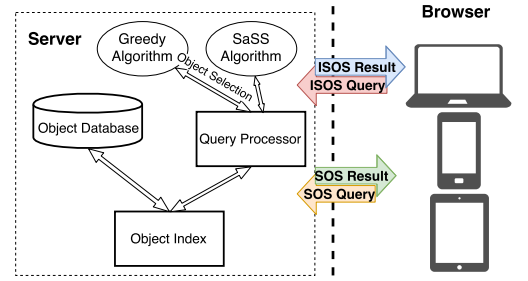 Browser
Server
Greedy
Algorithm
SaSS
Algorithm
Object Selection
ISOS Result
ISOS Query
Object Database
Query Processor
SOS Result
SOS Query
Object Index